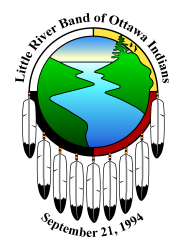 Little River Band of Ottawa Indians
September 21, 1994